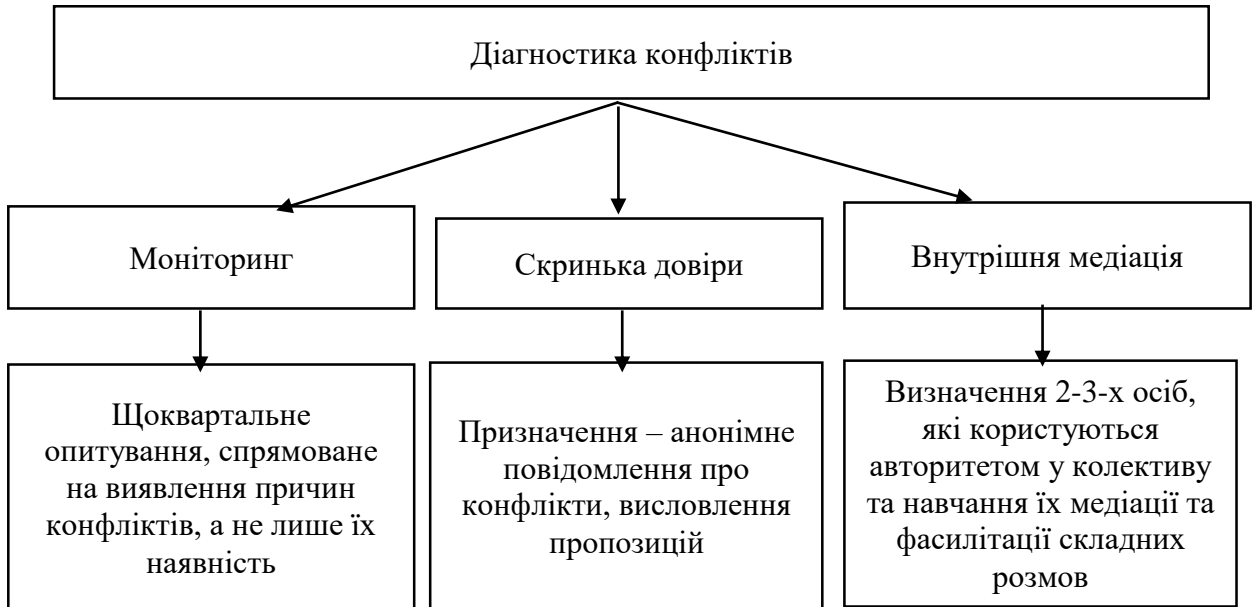 Діагностика конфліктів
Моніторинг
Скринька довіри
Внутрішня медіація
Щоквартальне
опитування, спрямоване
на виявлення причин
конфліктів, а не лише їх
наявність
Призначення – анонімне
повідомлення про
конфлікти, висловлення
пропозицій
Визначення 2-3-х осіб,
які користуються
авторитетом у колективу
та навчання їх медіації та
фасилітації складних
розмов